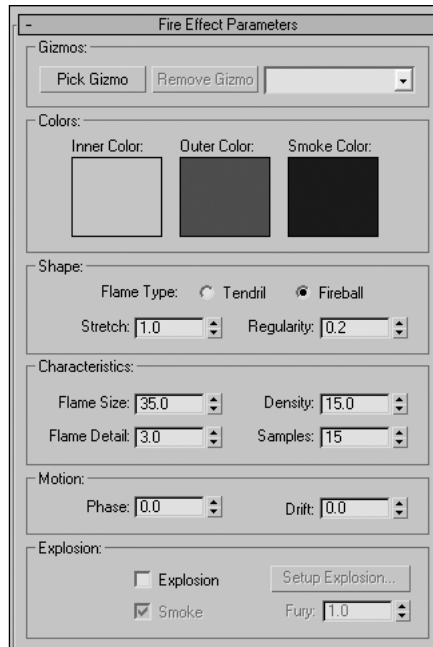 - Fire Effect Parameters
Gizmos:
Pick Gizmo Remove Gizmo
Colors:
Inner Color: Outer Color: Smoke Color:
Shape:
Flame Type: Tendril Fireball
Stretch: 1.0 Regularity: 0.2
Characteristics:
Flame Size: 35.0 Density: 15.0
Flame Detail: 3.0 Samples: 15
Motion:
Phase: 0.0 Drift: 0.0
Explosion:
Explosion Setup Explosion...
Smoke Fury: 1.0